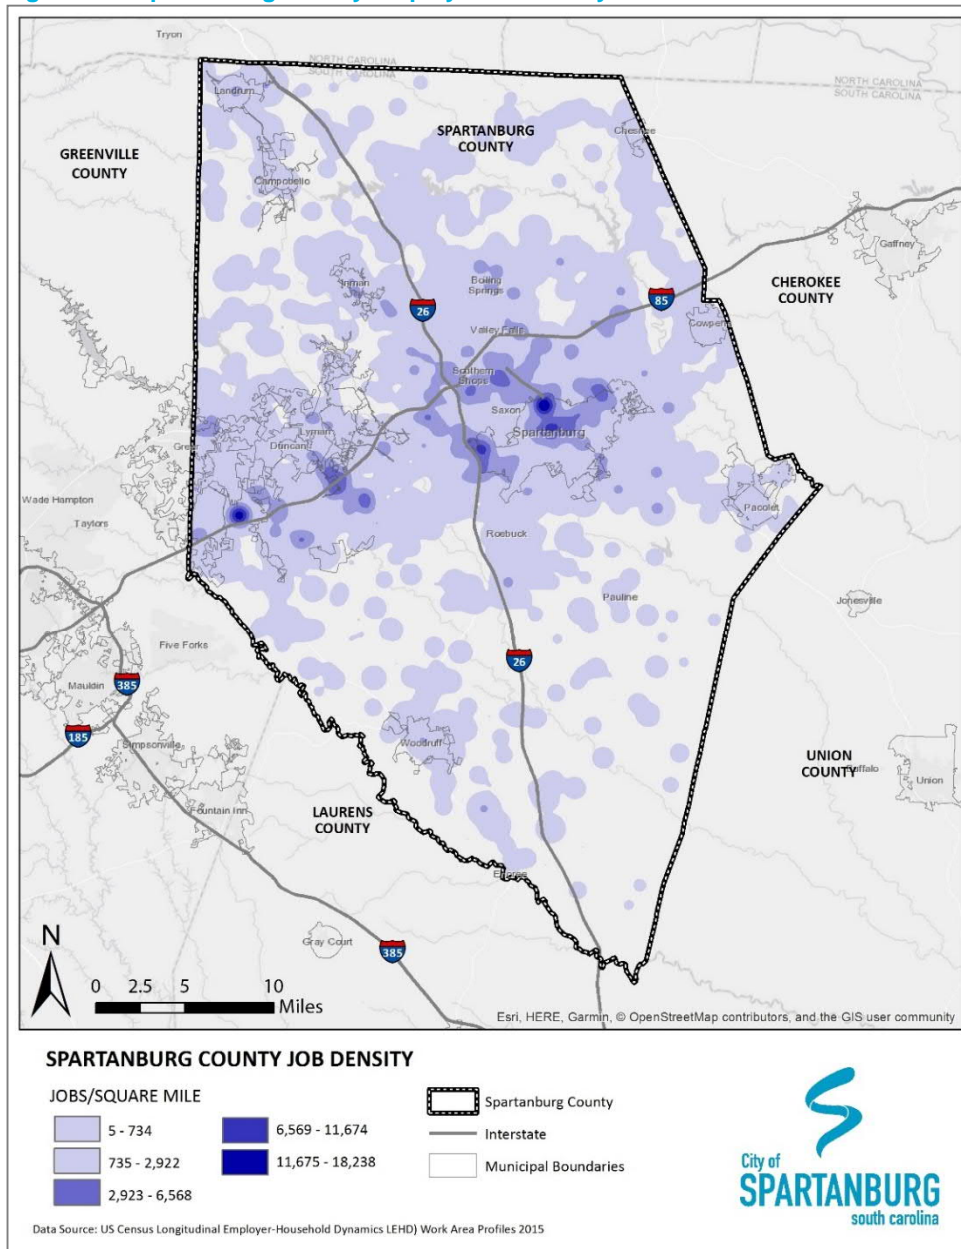 Tryon
NORTH CAROLINA
SOUTH CAROLINA
NORTH CAROLINA
SOUTH CAROLINA
Landrum
SPARTANBURG
COUNTY
Chesnee
GREENVILLE
COUNTY
Campobello
Gaffney
CHEROKEE
COUNTY
Inman
Boiling
Springs
26
85
Valley Falls
Cowpens
Southern
Shops
Saxon
Spartanburg
Lyman
Duncan
Greer
Wade Hampton
Taylors
Pacolet
Roebuck
Pauline
Jonesville
Five Forks
26
385
Mauldin
185
Simpsonville
Woodruff
UNION
COUNTY
Buffalo
Union
Fountain Inn
LAURENS
COUNTY
Enoree
Gray Court
385
N
0 2.5 5 10
Miles
Esri, HERE, Garmin, © OpenStreetMap contributors, and the GIS user community
SPARTANBURG COUNTY JOB DENSITY
JOBS/SQUARE MILE
5 - 734
735 - 2,922
2,923 - 6,568
6,569 - 11,674
11,675 - 18,238
Spartanburg County
Interstate
Municipal Boundaries
City of
SPARTANBURG
south carolina
Data Source: US Census Longitudinal Employer-Household Dynamics LEHD) Work Area Profiles 2015